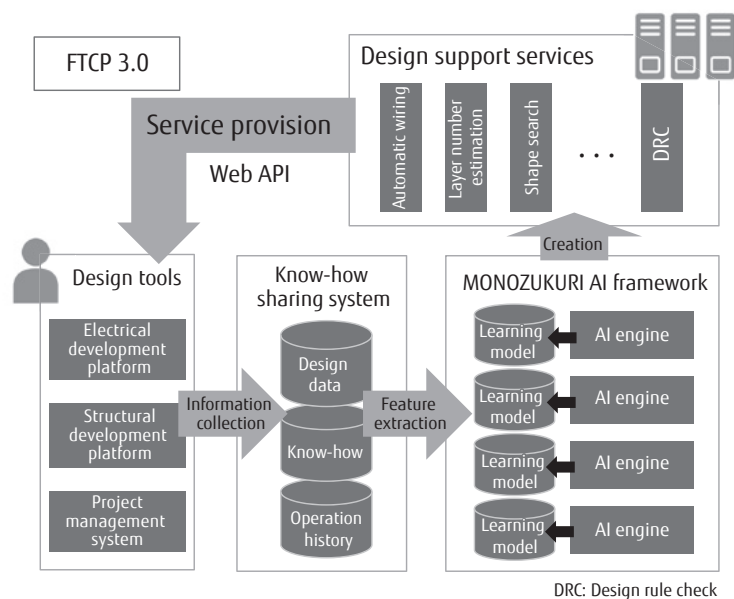 FTCP 3.0
Design support services
Automatic wiring
Layer number
estimation
Shape search
. . .
DRC
Service provision
Web API
Creation
Design tools
Electrical
development
platform
Structural
development
platform
Project
management
system
Information
collection
Know-how
sharing system
Design
data
Know-how
Operation
history
Feature
extraction
MONOZUKURI AI framework
Learning
model
AI engine
Learning
model
AI engine
Learning
model
AI engine
Learning
model
AI engine
DRC: Design rule check